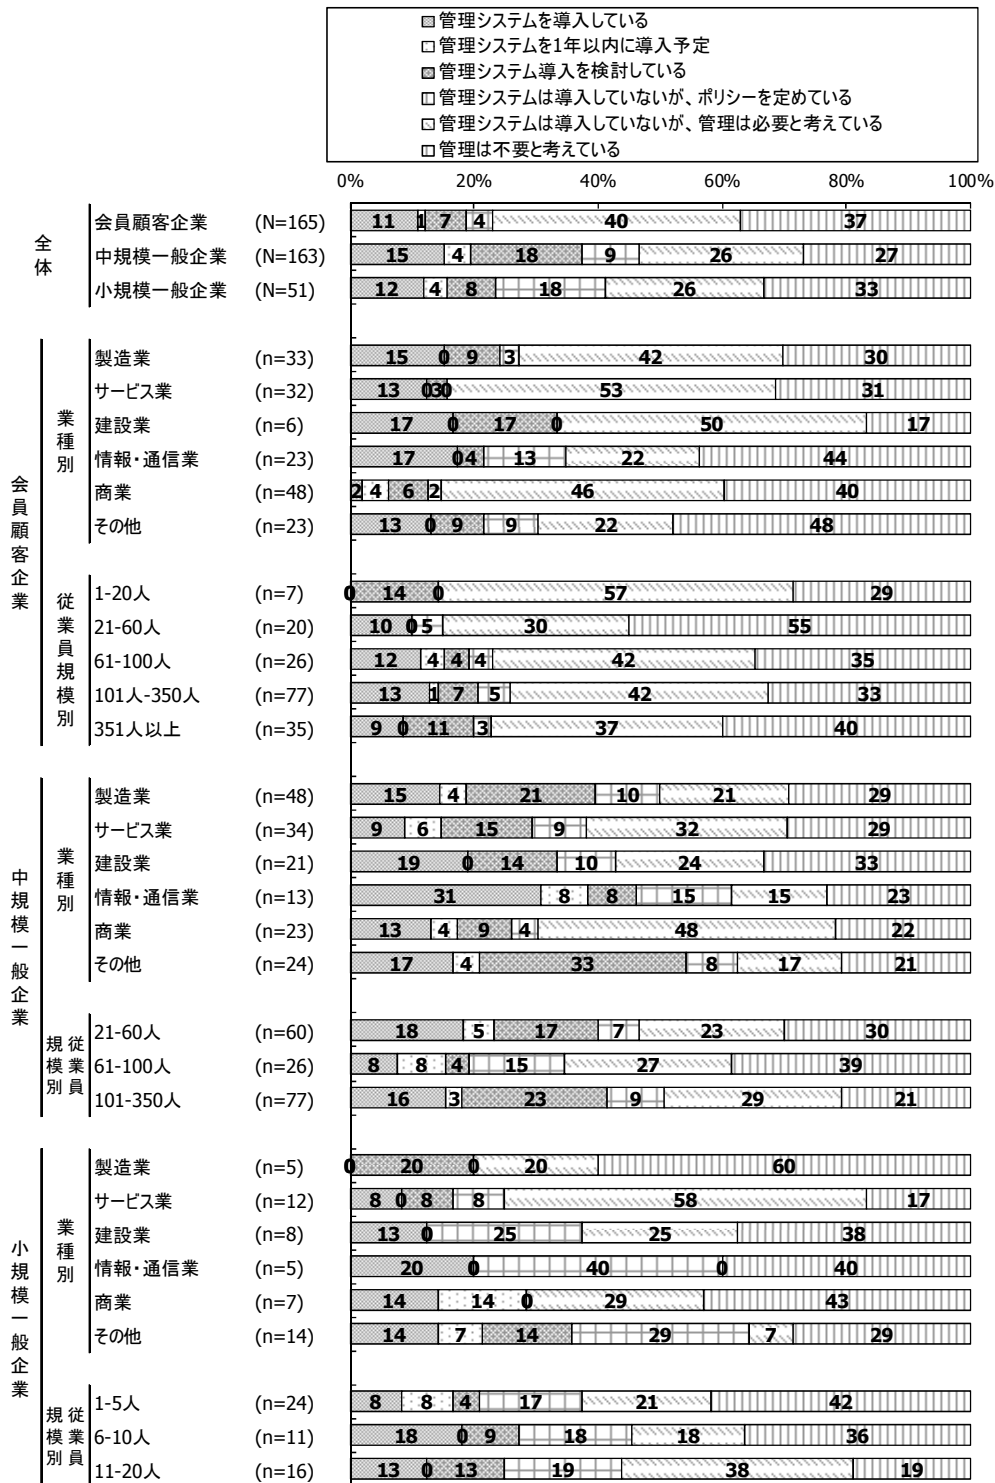 管理システムを導入している
管理システムを1年以内に導入予定
管理システム導入を検討している
管理システムは導入していないが、ポリシーを定めている
管理システムは導入していないが、管理は必要と考えている
管理は不要と考えている
0% 20% 40% 60% 80% 100%
全体
会員顧客企業 (N=165) 11 1 7 4 40 37
中規模一般企業 (N=163) 15 4 18 9 26 27
小規模一般企業 (N=51) 12 4 8 18 26 33
会員顧客企業
業種別
製造業 (n=33) 15 0 9 3 42 30
サービス業 (n=32) 13 0 3 0 53 31
建設業 (n=6) 17 0 17 0 50 17
情報・通信業 (n=23) 17 0 4 13 22 44
商業 (n=48) 2 4 6 2 46 40
その他 (n=23) 13 0 9 9 22 48
従業員規模別
1-20人 (n=7) 0 14 0 57 29
21-60人 (n=20) 10 0 5 30 55
61-100人 (n=26) 12 4 4 4 42 35
101人-350人 (n=77) 13 1 7 5 42 33
351人以上 (n=35) 9 0 11 3 37 40
中規模一般企業
業種別
製造業 (n=48) 15 4 21 10 21 29
サービス業 (n=34) 9 6 15 9 32 29
建設業 (n=21) 19 0 14 10 24 33
情報・通信業 (n=13) 31 8 8 15 15 23
商業 (n=23) 13 4 9 4 48 22
その他 (n=24) 17 4 33 8 17 21
従業員規模別
21-60人 (n=60) 18 5 17 7 23 30
61-100人 (n=26) 8 8 4 15 27 39
101-350人 (n=77) 16 3 23 9 29 21
小規模一般企業
業種別
製造業 (n=5) 0 20 0 20 60
サービス業 (n=12) 8 0 8 8 58 17
建設業 (n=8) 13 0 25 25 38
情報・通信業 (n=5) 20 0 40 0 40
商業 (n=7) 14 14 0 29 43
その他 (n=14) 14 7 14 29 7 29
従業員規模別
1-5人 (n=24) 8 8 4 17 21 42
6-10人 (n=11) 18 0 9 18 18 36
11-20人 (n=16) 13 0 13 19 38 19